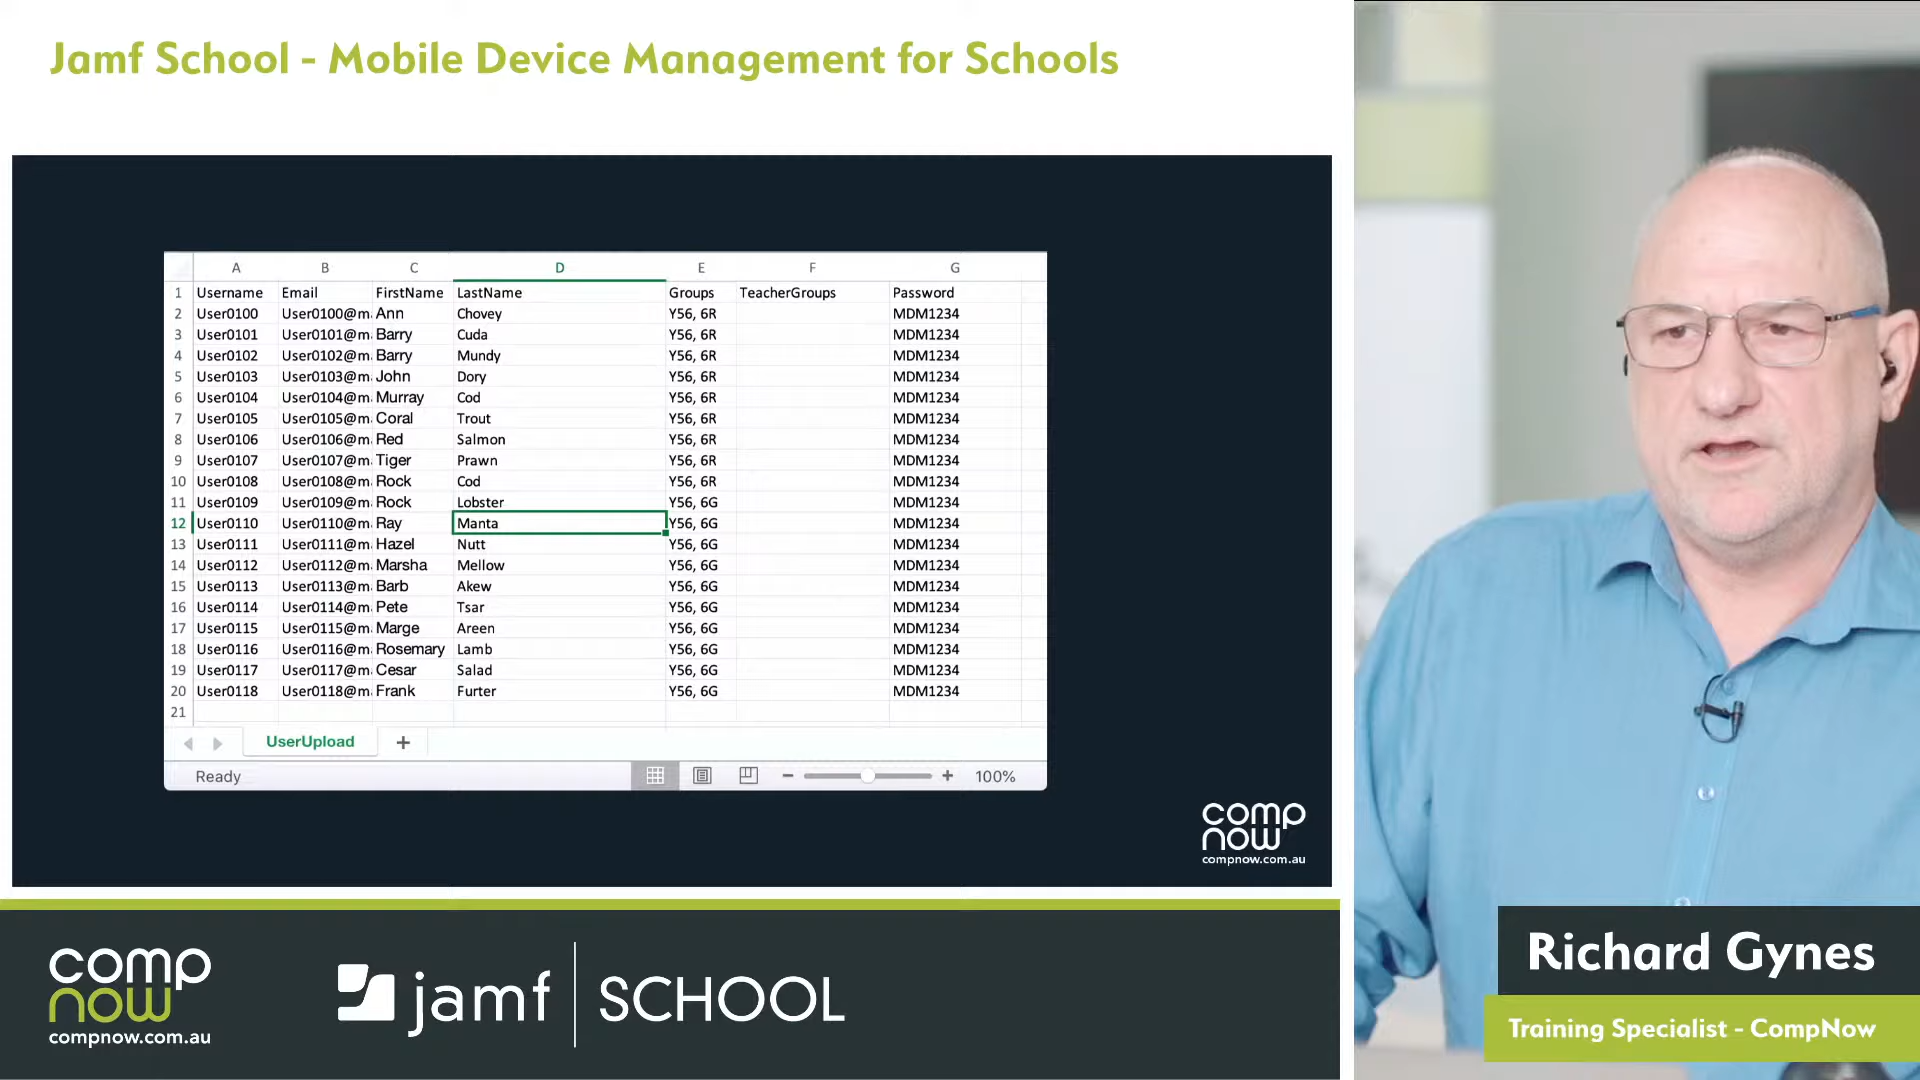 Jamf School - Mobile Device Management for Schools
A B C D E F G
1 Username Email FirstName LastName Groups TeacherGroups Password
2 User0100 User0100@m Ann Chovey Y56, 6R MDM1234
3 User0101 User0101@m Barry Cuda Y56, 6R MDM1234
4 User0102 User0102@m Barry Mundy Y56, 6R MDM1234
5 User0103 User0103@m John Dory Y56, 6R MDM1234
6 User0104 User0104@m Murray Cod Y56, 6R MDM1234
7 User0105 User0105@m Coral Trout Y56, 6R MDM1234
8 User0106 User0106@m Red Salmon Y56, 6R MDM1234
9 User0107 User0107@m Tiger Prawn Y56, 6R MDM1234
10 User0108 User0108@m Rock Cod Y56, 6R MDM1234
11 User0109 User0109@m Rock Lobster Y56, 6G MDM1234
12 User0110 User0110@m Ray Manta Y56, 6G MDM1234
13 User0111 User0111@m Hazel Nutt Y56, 6G MDM1234
14 User0112 User0112@m Marsha Mellow Y56, 6G MDM1234
15 User0113 User0113@m Barb Akew Y56, 6G MDM1234
16 User0114 User0114@m Pete Tsar Y56, 6G MDM1234
17 User0115 User0115@m Marge Areen Y56, 6G MDM1234
18 User0116 User0116@m Rosemary Lamb Y56, 6G MDM1234
19 User0117 User0117@m Cesar Salad Y56, 6G MDM1234
20 User0118 User0118@m Frank Furter Y56, 6G MDM1234
21
UserUpload +
Ready - + 100%
comp
now
compnow.com.au
comp
now
compnow.com.au
jamf | SCHOOL
Richard Gynes
Training Specialist - CompNow